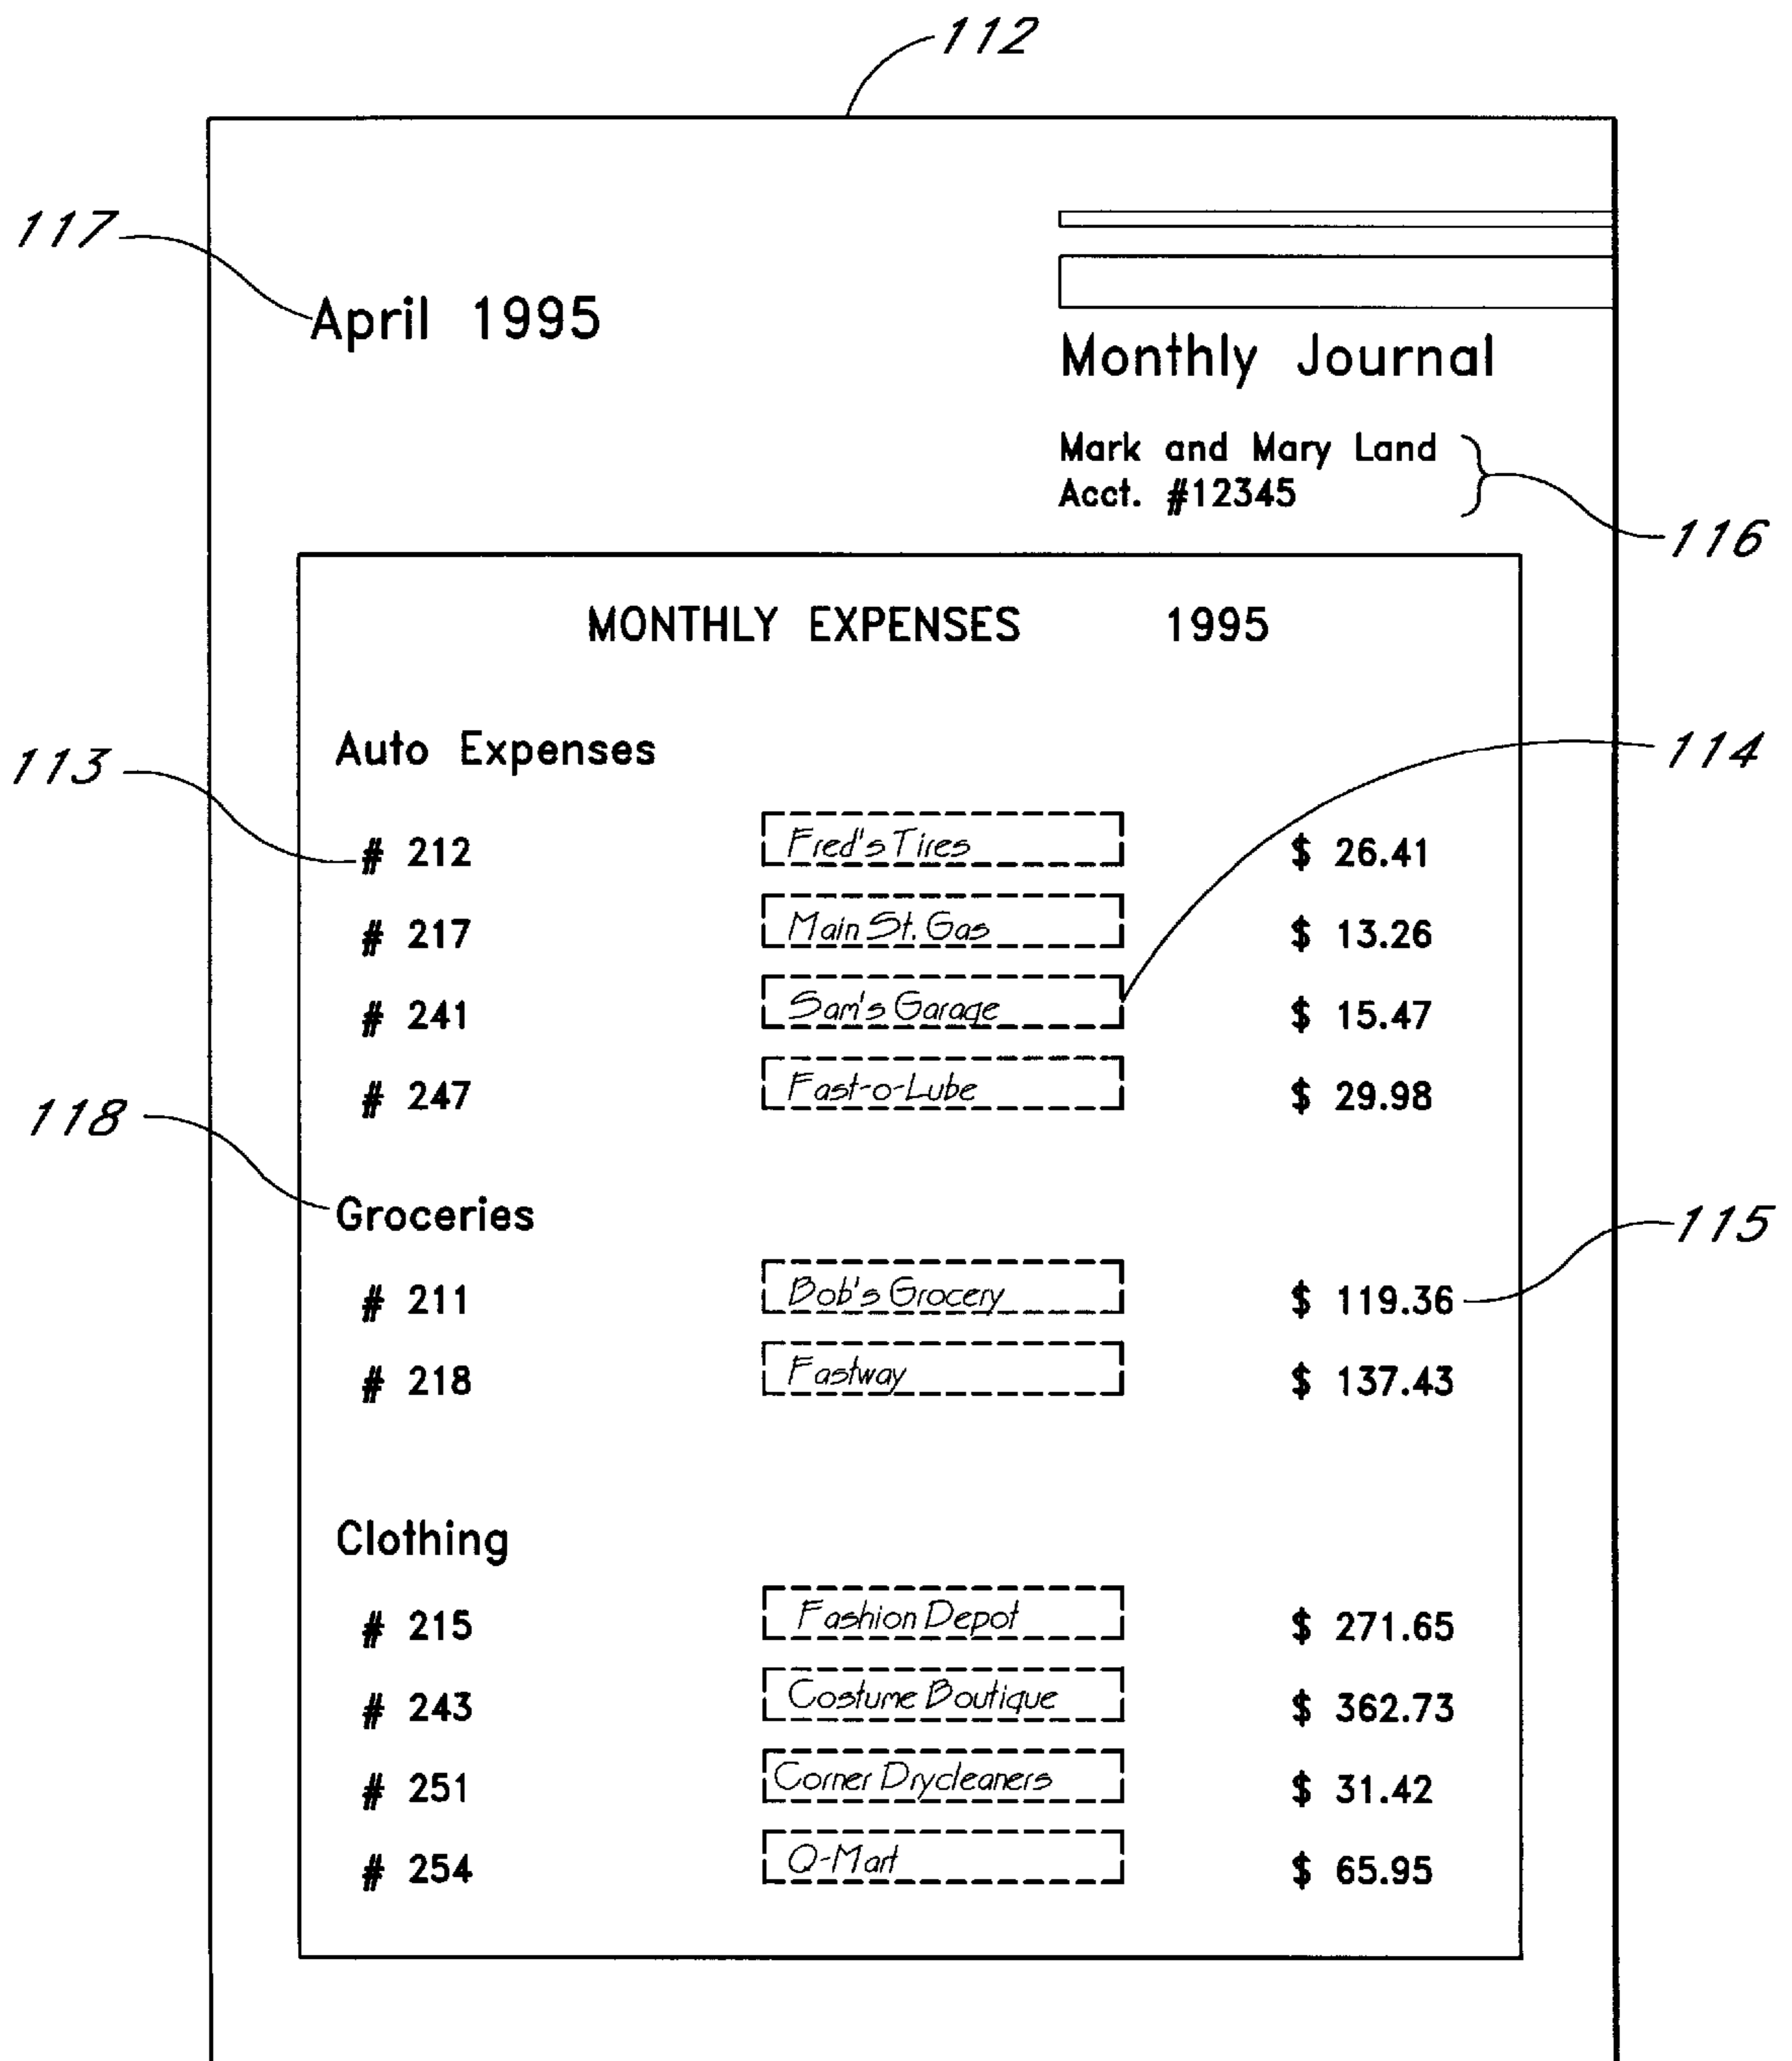 112
117
April 1995
Monthly Journal
Mark and Mary Land
Acct. #12345
116
MONTHLY EXPENSES 1995
Auto Expenses
113
114
# 212 Fred's Tires $ 26.41
# 217 Main St. Gas $ 13.26
# 241 Sam's Garage $ 15.47
# 247 Fast-o-Lube $ 29.98
118
Groceries
115
# 211 Bob's Grocery $ 119.36
# 218 Fastway $ 137.43
Clothing
# 215 Fashion Depot $ 271.65
# 243 Costume Boutique $ 362.73
# 251 Corner Drycleaners $ 31.42
# 254 Q-Mart $ 65.95